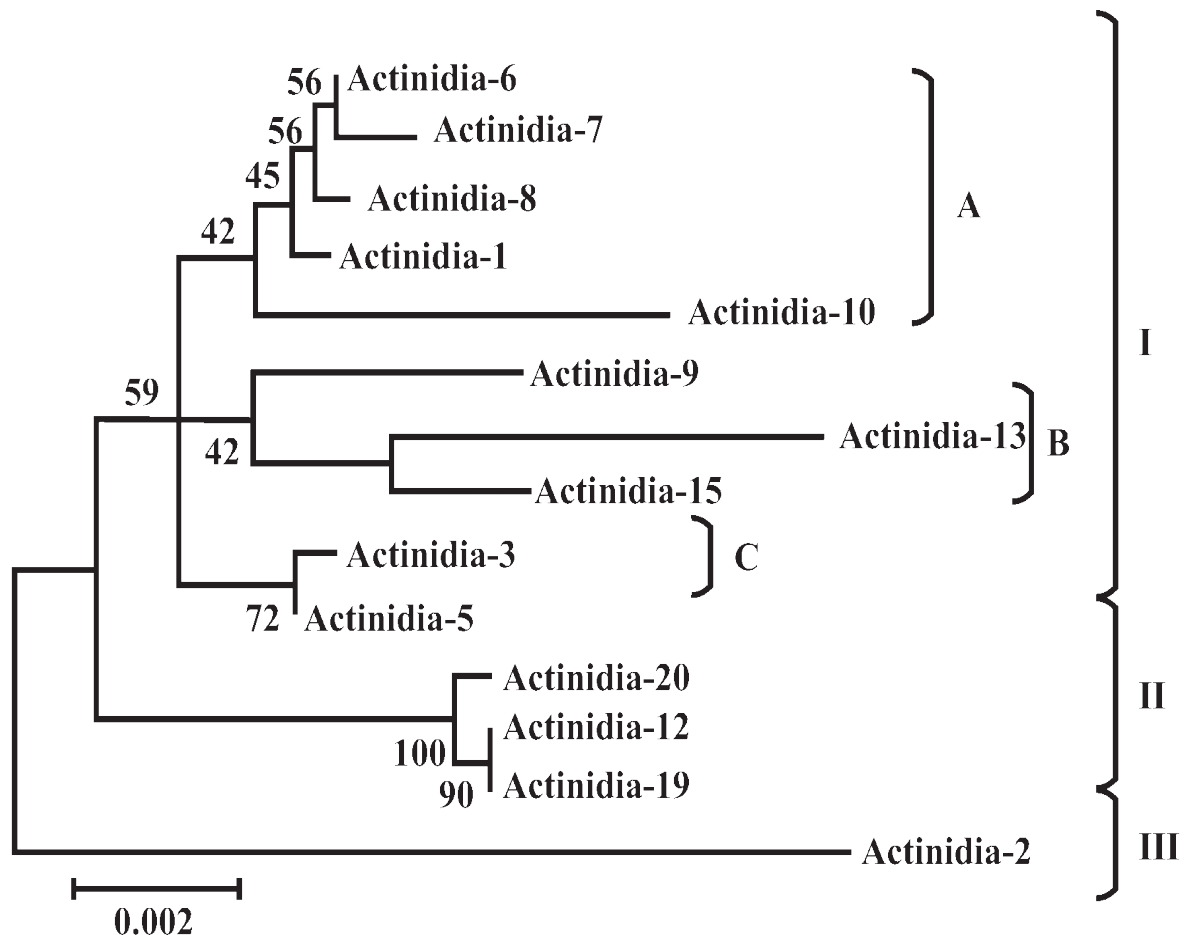 56
Actinidia-6
56
Actinidia-7
45
Actinidia-8
A
42
Actinidia-1
Actinidia-10
I
59
Actinidia-9
42
Actinidia-13
B
Actinidia-15
Actinidia-3
C
72
Actinidia-5
Actinidia-20
II
100
Actinidia-12
90
Actinidia-19
Actinidia-2
III
0.002